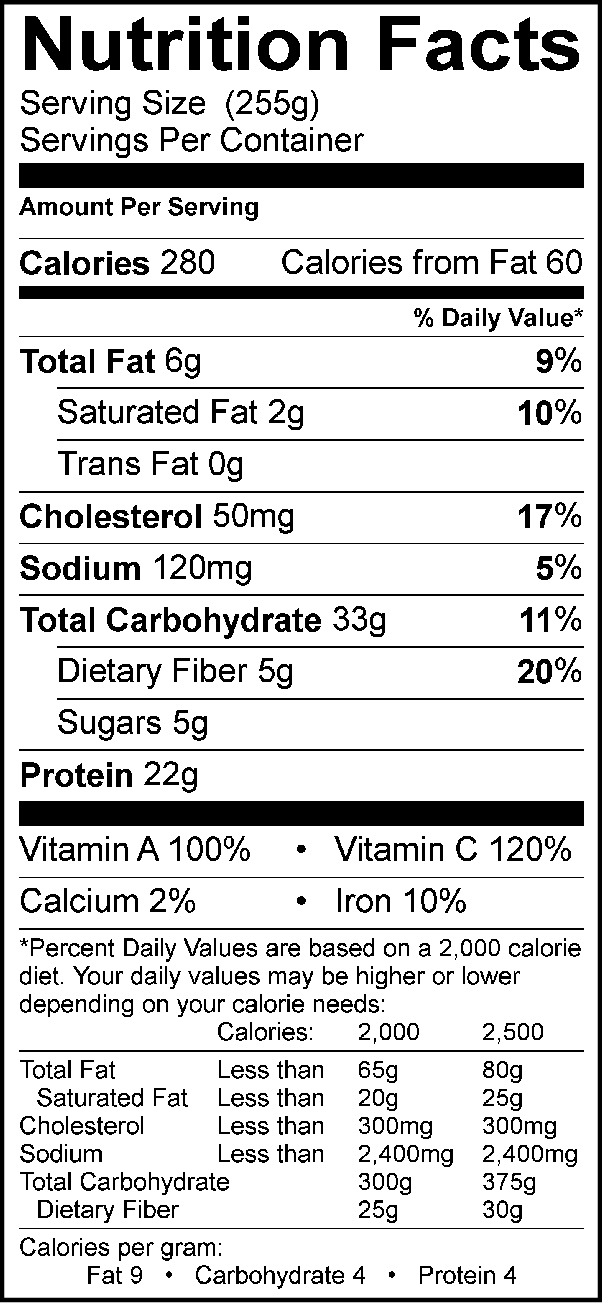 Nutrition Facts
Serving Size  (255g)
Servings Per Container
Amount Per Serving
Calories 280 Calories from Fat 60
% Daily Value*
Total Fat 6g 9%
Saturated Fat 2g 10%
Trans Fat 0g
Cholesterol 50mg 17%
Sodium 120mg 5%
Total Carbohydrate 33g 11%
Dietary Fiber 5g 20%
Sugars 5g
Protein 22g
Vitamin A 100% • Vitamin C 120%
Calcium 2% • Iron 10%
*Percent Daily Values are based on a 2,000 calorie
diet. Your daily values may be higher or lower
depending on your calorie needs:
Calories: 2,000 2,500
Total Fat Less than 65g 80g
Saturated Fat Less than 20g 25g
Cholesterol Less than 300mg 300mg
Sodium Less than 2,400mg 2,400mg
Total Carbohydrate 300g 375g
Dietary Fiber 25g 30g
Calories per gram:
Fat 9 • Carbohydrate 4 • Protein 4